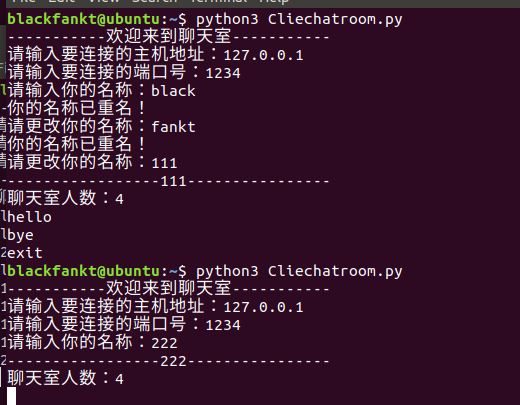 blackfankt@ubuntu:~$ python3 Cliechatroom.py
-----------欢迎来到聊天室-----------
请输入要连接的主机地址：127.0.0.1
请输入要连接的端口号：1234
请输入你的名称：black
你的名称已重名！
请更改你的名称：fankt
你的名称已重名！
请更改你的名称：111
-----------------111----------------
聊天室人数：4
hello
bye
exit
blackfankt@ubuntu:~$ python3 Cliechatroom.py
-----------欢迎来到聊天室-----------
请输入要连接的主机地址：127.0.0.1
请输入要连接的端口号：1234
请输入你的名称：222
-----------------222----------------
聊天室人数：4